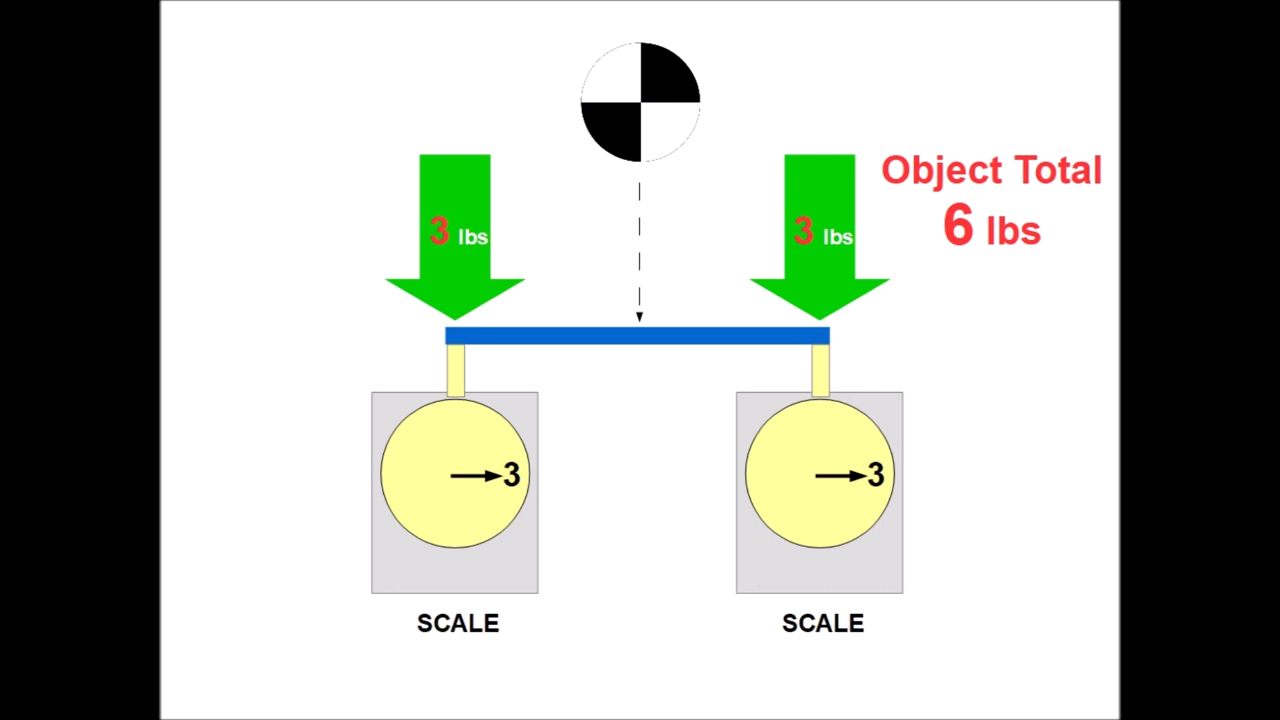 Object Total
6 lbs
3 lbs
3 lbs
3
3
SCALE
SCALE